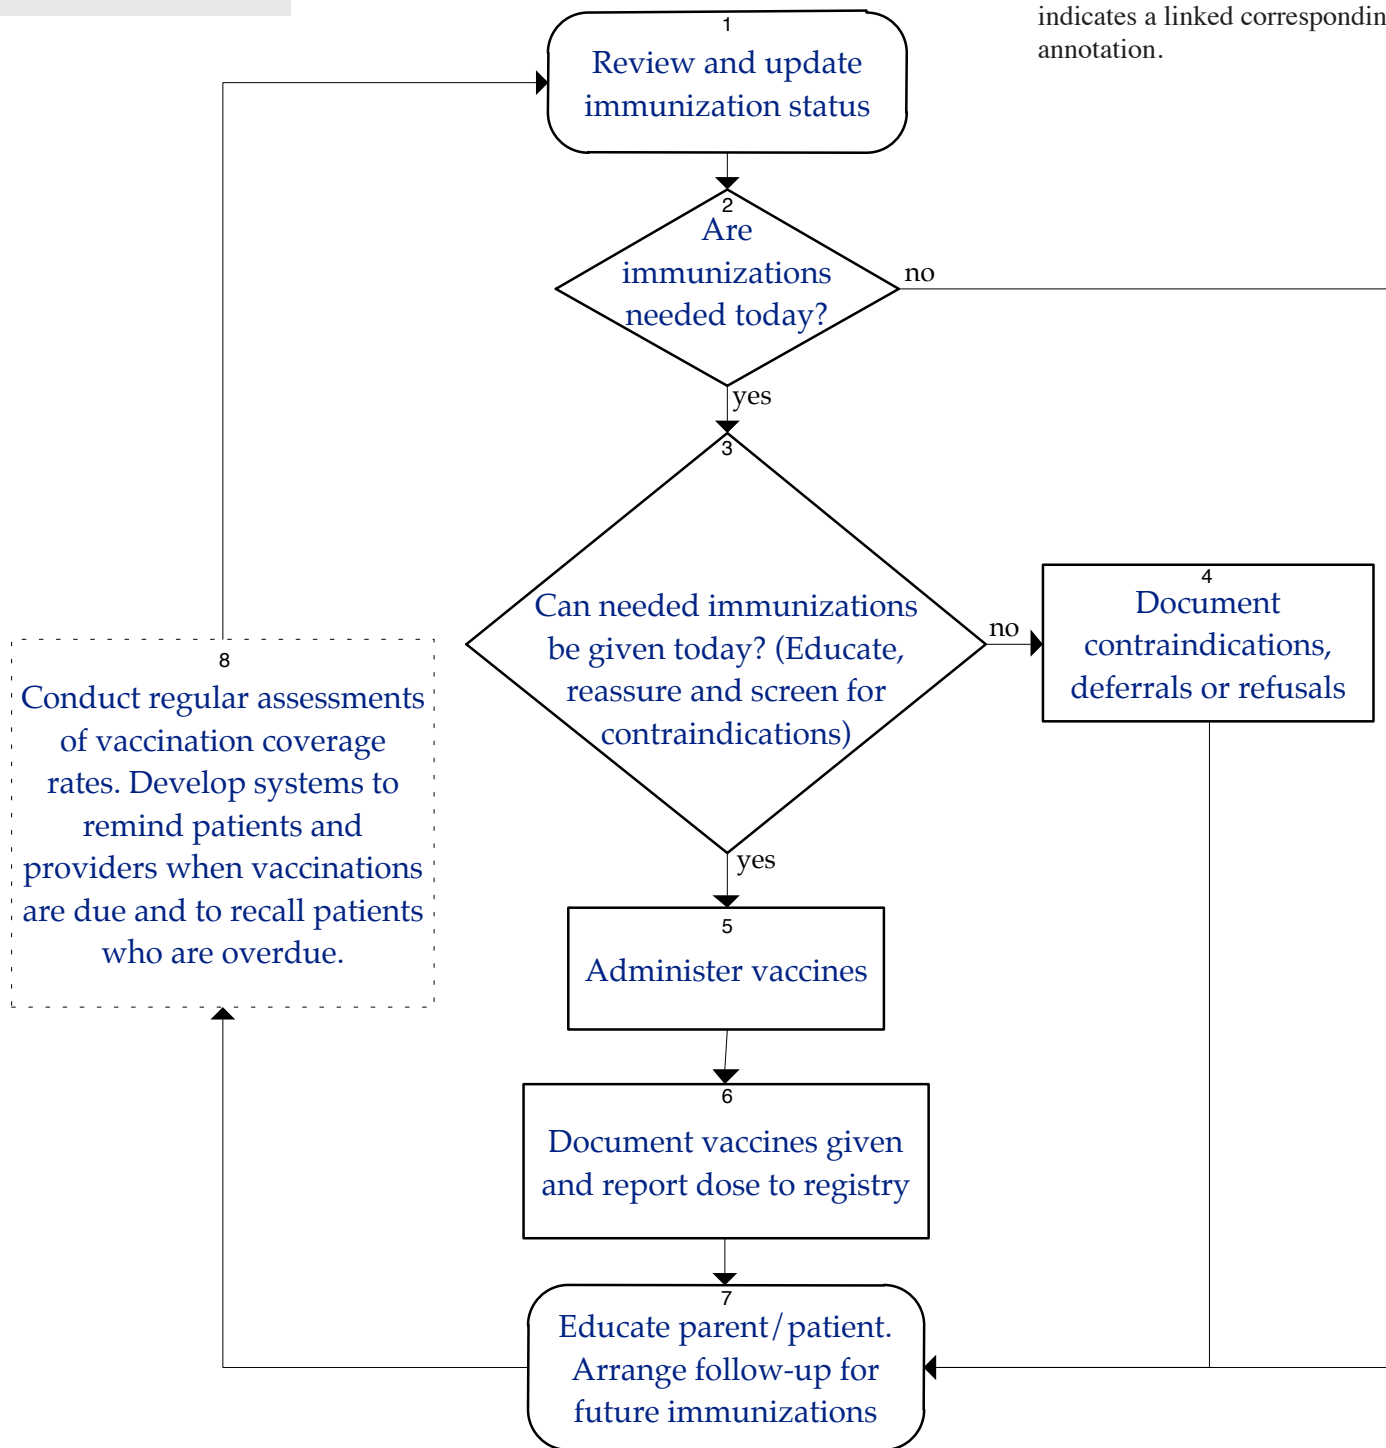 indicates a linked correspondin
annotation.
1
Review and update
immunization status
2
Are
immunizations
needed today?
no
yes
3
Can needed immunizations
be given today? (Educate,
reassure and screen for
contraindications)
no
4
Document
contraindications,
deferrals or refusals
yes
5
Administer vaccines
6
Document vaccines given
and report dose to registry
7
Educate parent/patient.
Arrange follow-up for
future immunizations
8
Conduct regular assessments
of vaccination coverage
rates. Develop systems to
remind patients and
providers when vaccinations
are due and to recall patients
who are overdue.